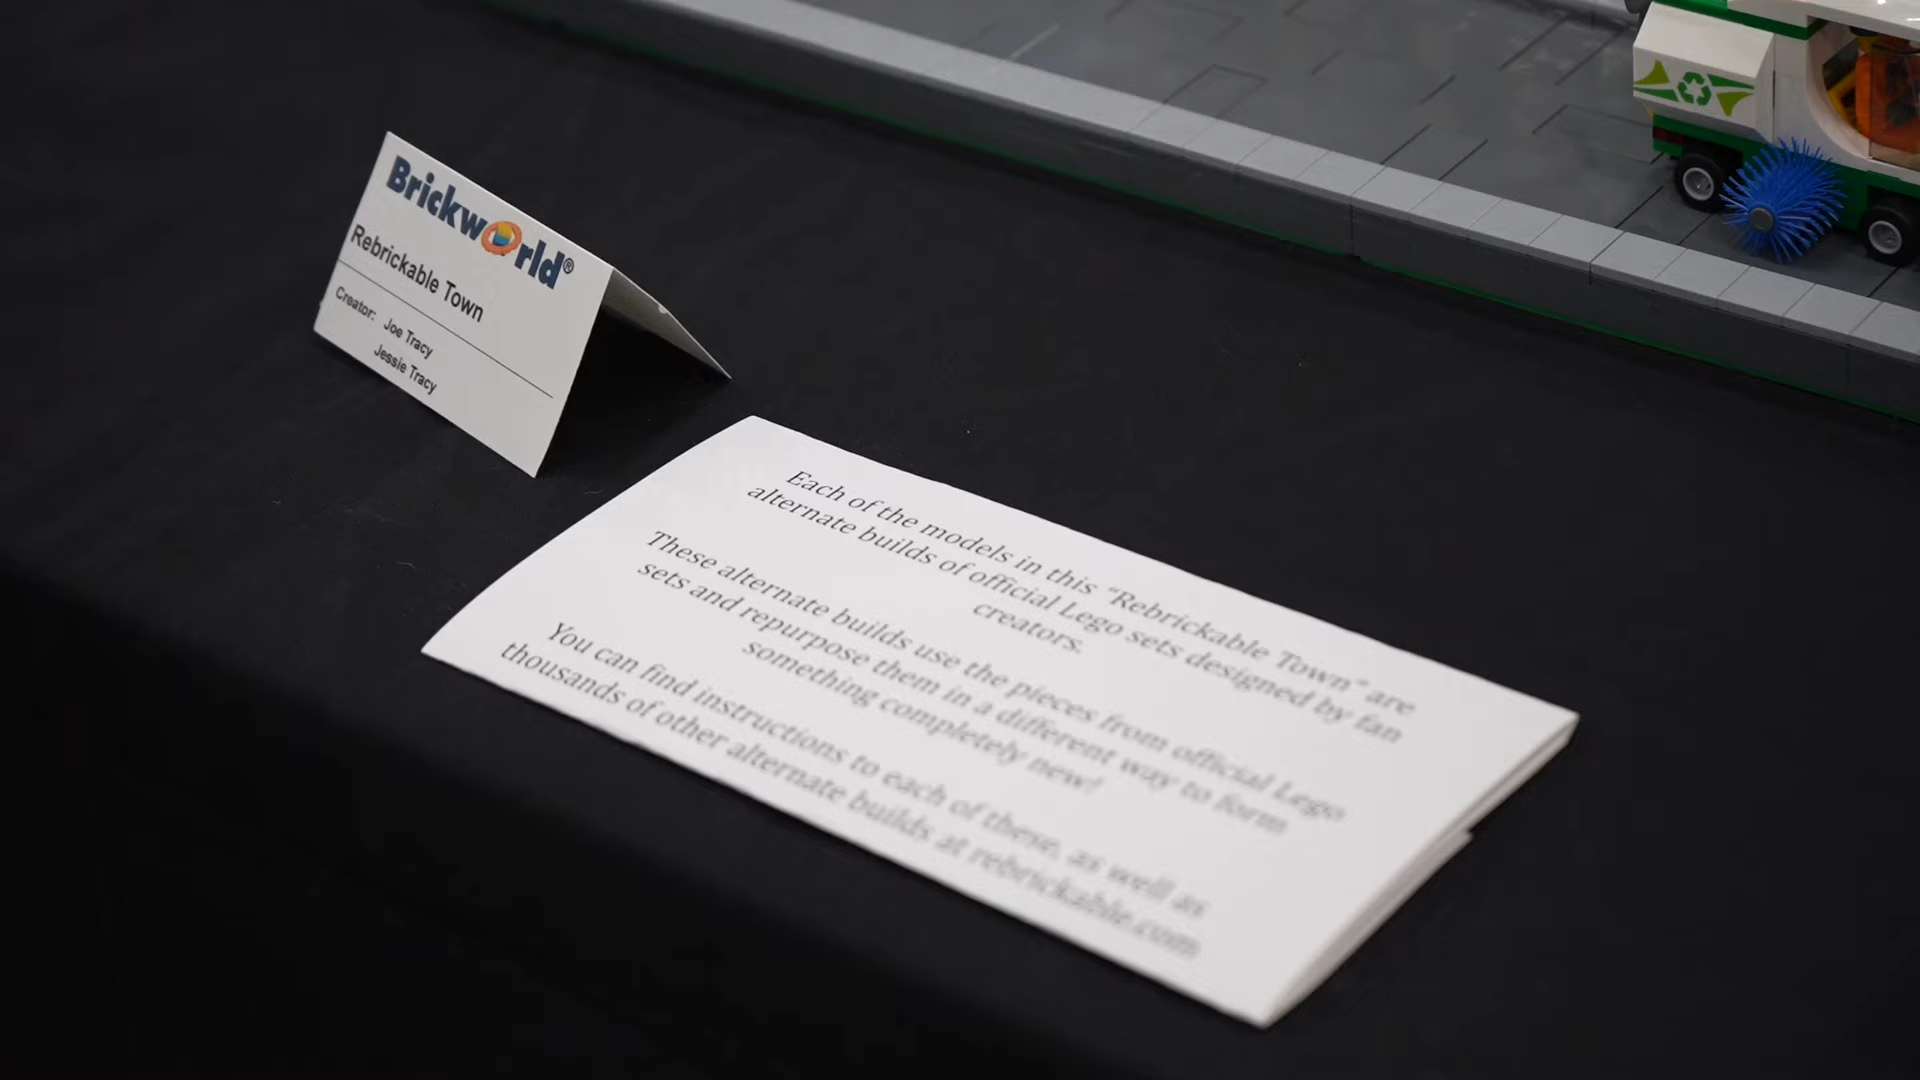 Brickworld®
Rebrickable Town
Creator: Joe Tracy
Jessie Tracy
Each of the models in this "Rebrickable Town" are
alternate builds of official Lego sets designed by fan
creators.
These alternate builds use the pieces from official Lego
sets and repurpose them in a different way to form
something completely new!
You can find instructions to each of these, as well as
thousands of other alternate builds at rebrickable.com